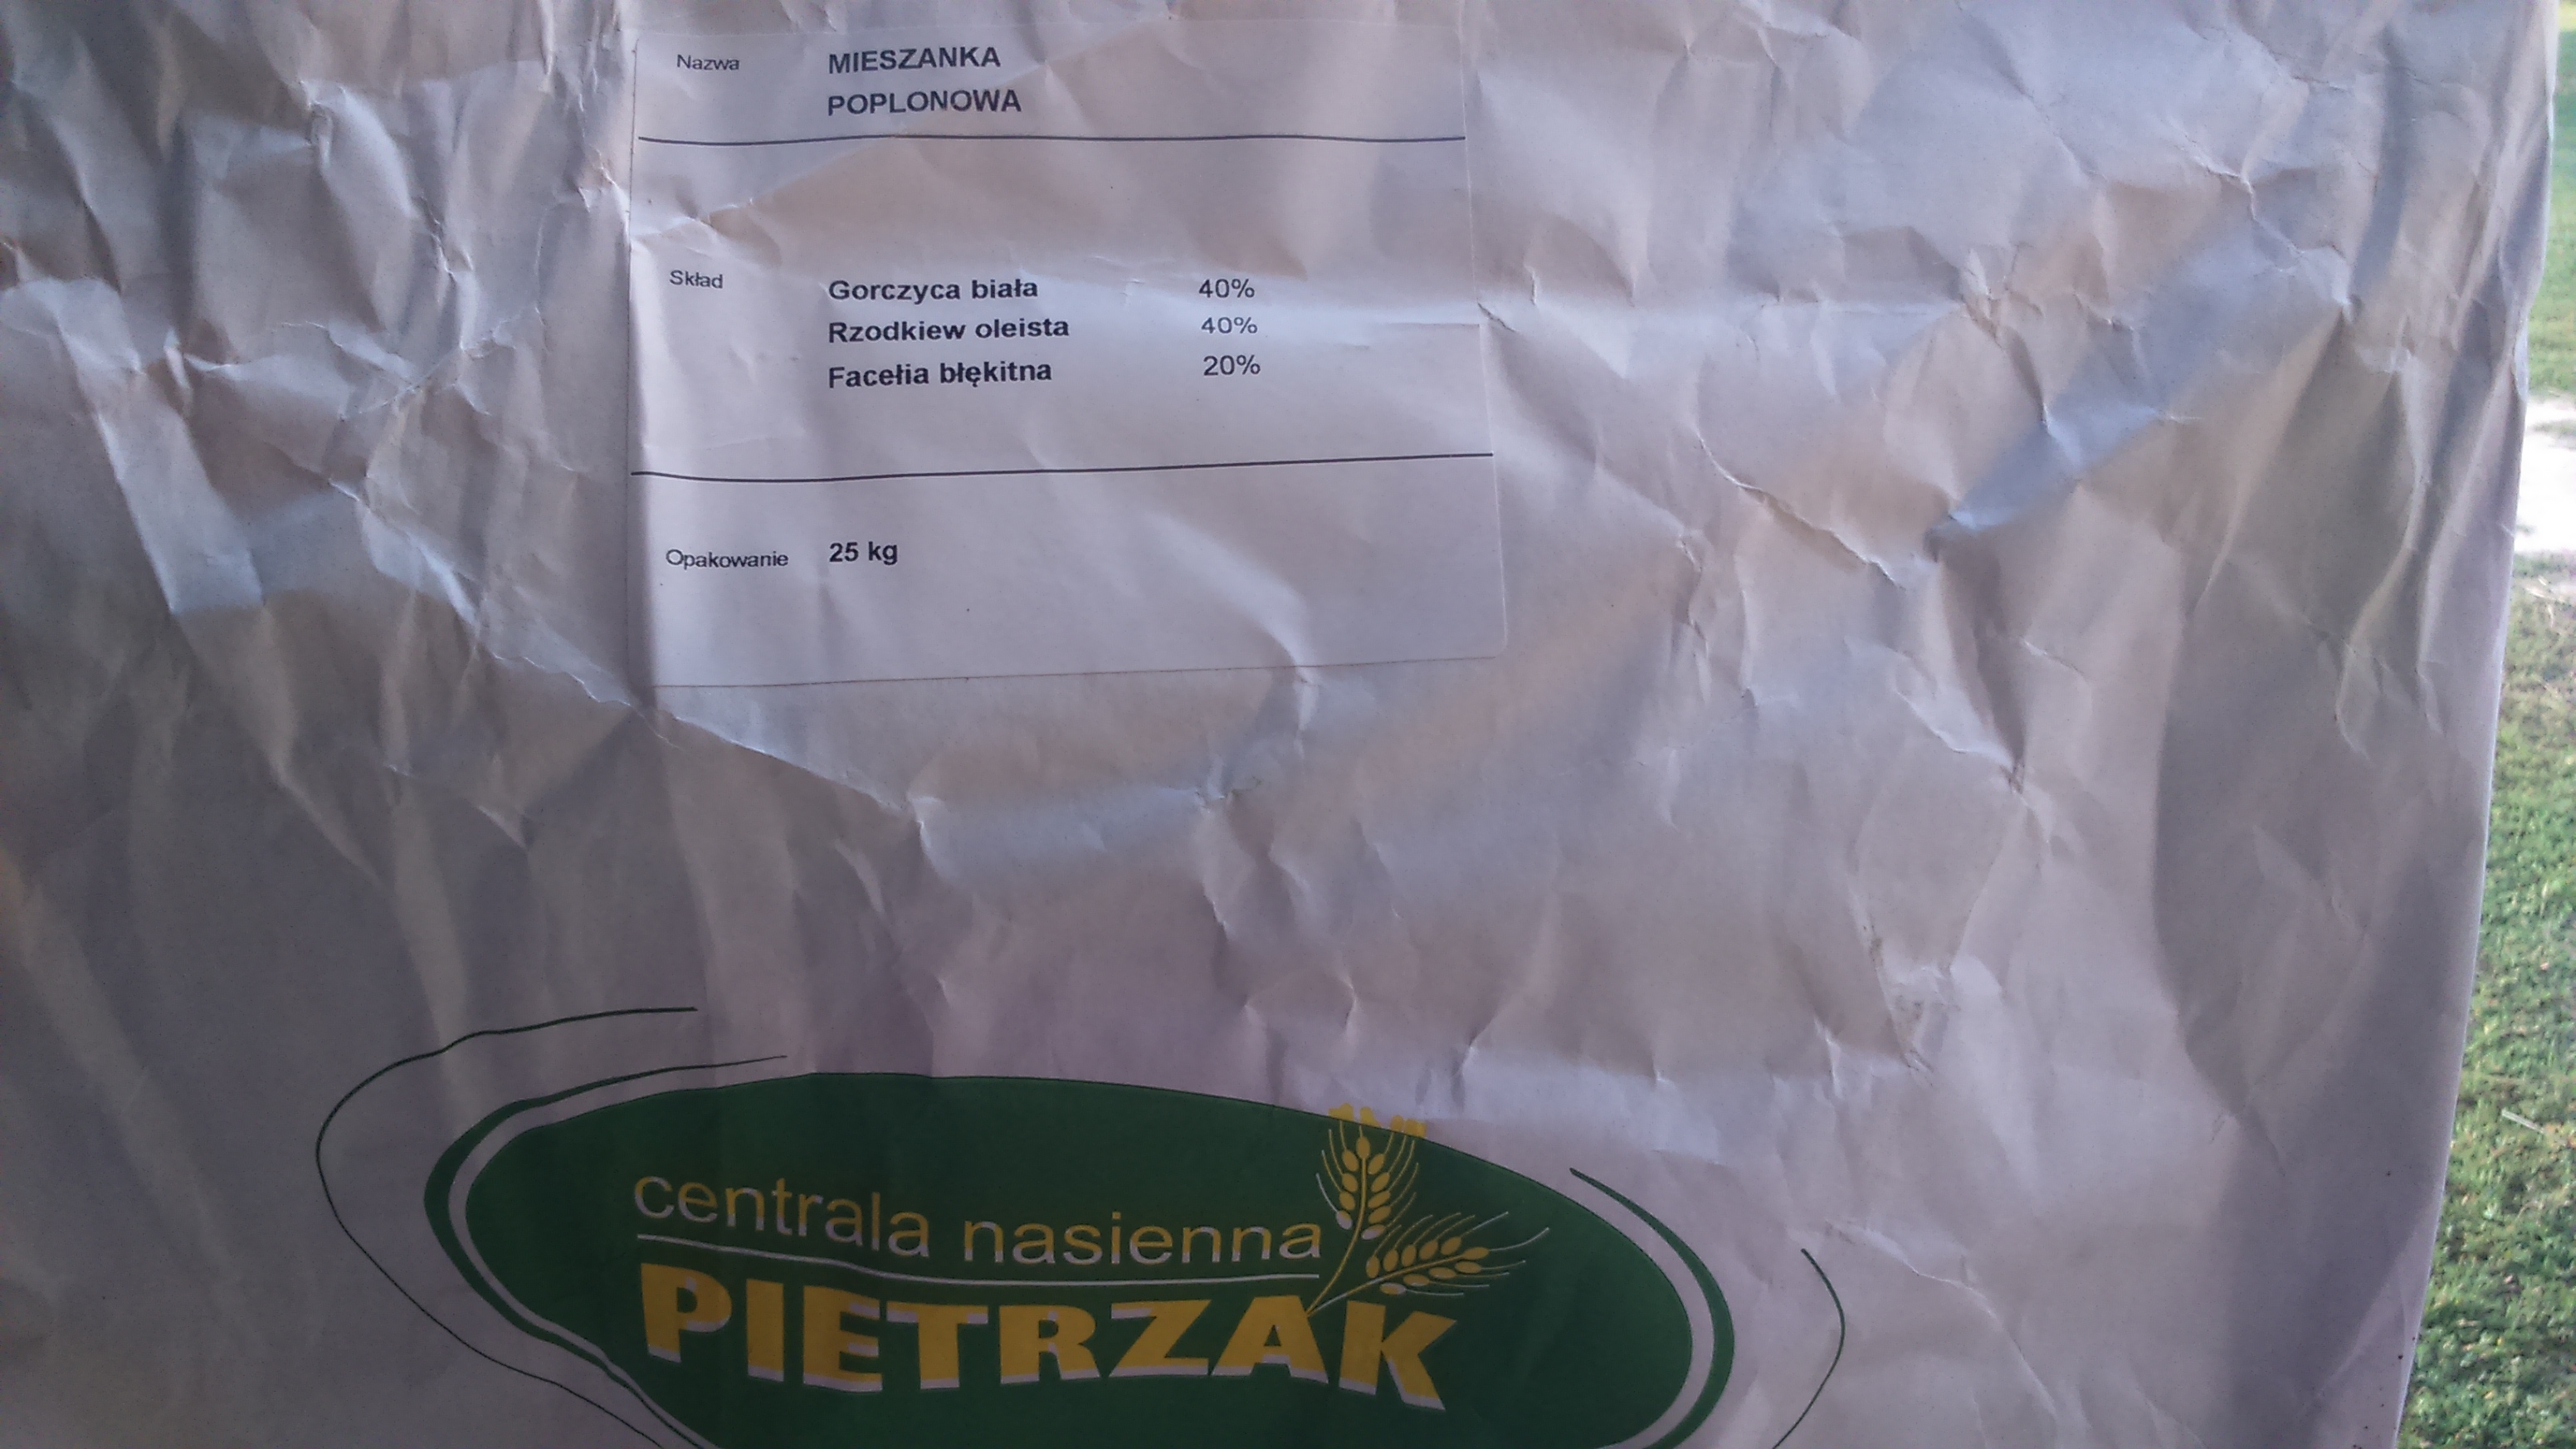 Nazwa MIESZANKA
POPLONOWA
Skład Gorczyca biała 40%
Rzodkiew oleista 40%
Facełia błękitna 20%
Opakowanie 25 kg
centrala nasienna
PIETRZAK